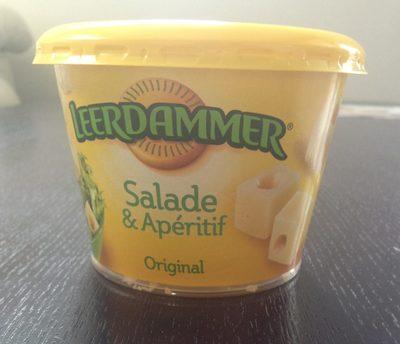 LEERDAMMER®
Salade
& Apéritif
Original